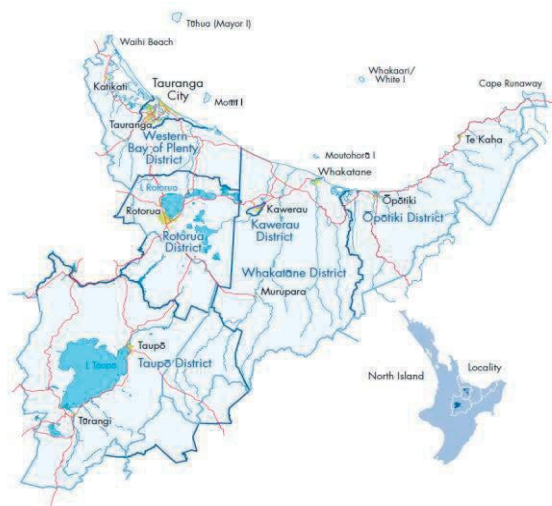 Tūhua (Mayor I)
Waihi Beach
Katikati
Tauranga
City
Motiti I
Tauranga
Western
Bay of Plenty
District
Whakaari/
White I
Cape Runaway
Te Kaha
Moutohorā I
Whakatane
Ōpōtiki
Ōpōtiki District
L Rotorua
Rotorua
Rotorua
District
Kawerau
Kawerau
District
Whakatāne District
Murupara
Taupō
L Taupo
Taupō District
Tūrangi
North Island
Locality